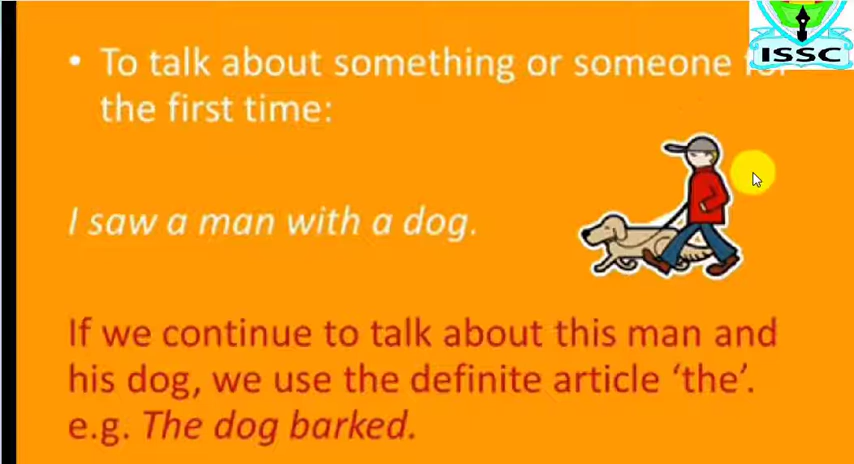 • To talk about something or someone for
the first time:
I saw a man with a dog.
If we continue to talk about this man and
his dog, we use the definite article ‘the’.
e.g. The dog barked.
ISSC